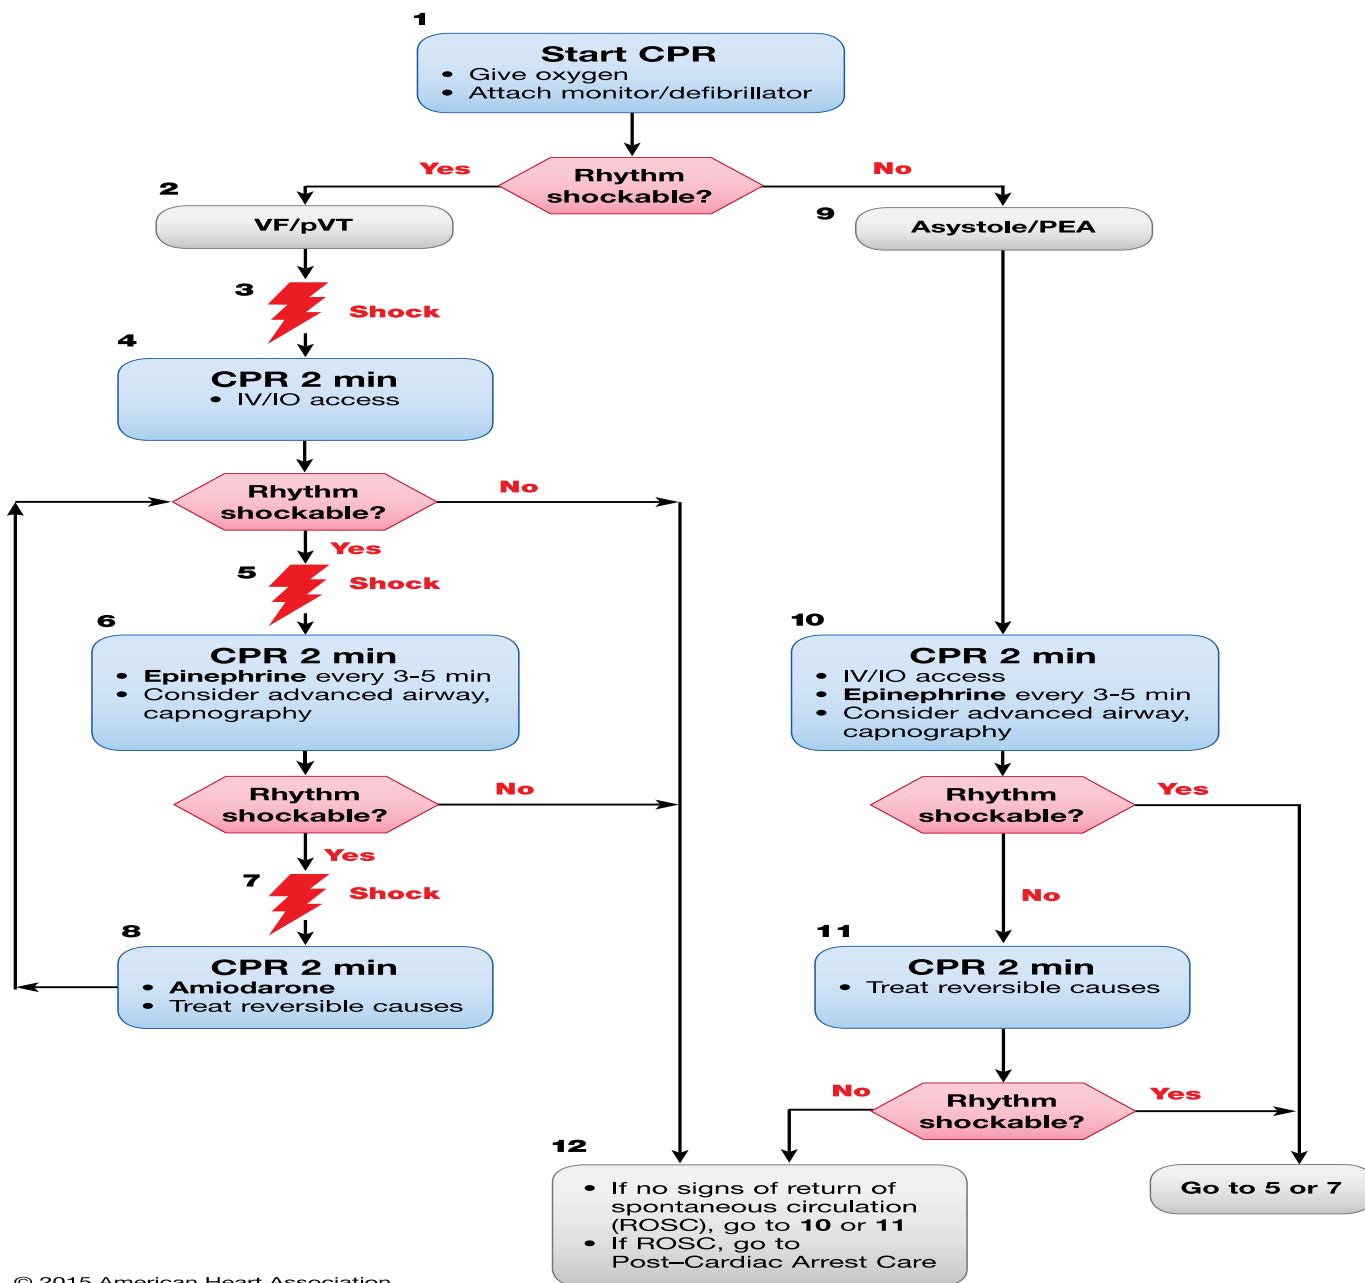 1
Start CPR
• Give oxygen
• Attach monitor/defibrillator
Rhythm
shockable?
Yes
No
2
VF/pVT
3
Shock
4
CPR 2 min
• IV/IO access
Rhythm
shockable?
No
Yes
5
Shock
6
CPR 2 min
• Epinephrine every 3-5 min
• Consider advanced airway,
capnography
Rhythm
shockable?
No
Yes
7
Shock
8
CPR 2 min
• Amiodarone
• Treat reversible causes
9
Asystole/PEA
10
CPR 2 min
• IV/IO access
• Epinephrine every 3-5 min
• Consider advanced airway,
capnography
Rhythm
shockable?
Yes
No
11
CPR 2 min
• Treat reversible causes
Rhythm
shockable?
No
Yes
12
• If no signs of return of
spontaneous circulation
(ROSC), go to 10 or 11
• If ROSC, go to
Post–Cardiac Arrest Care
Go to 5 or 7
© 2015 American Heart Association